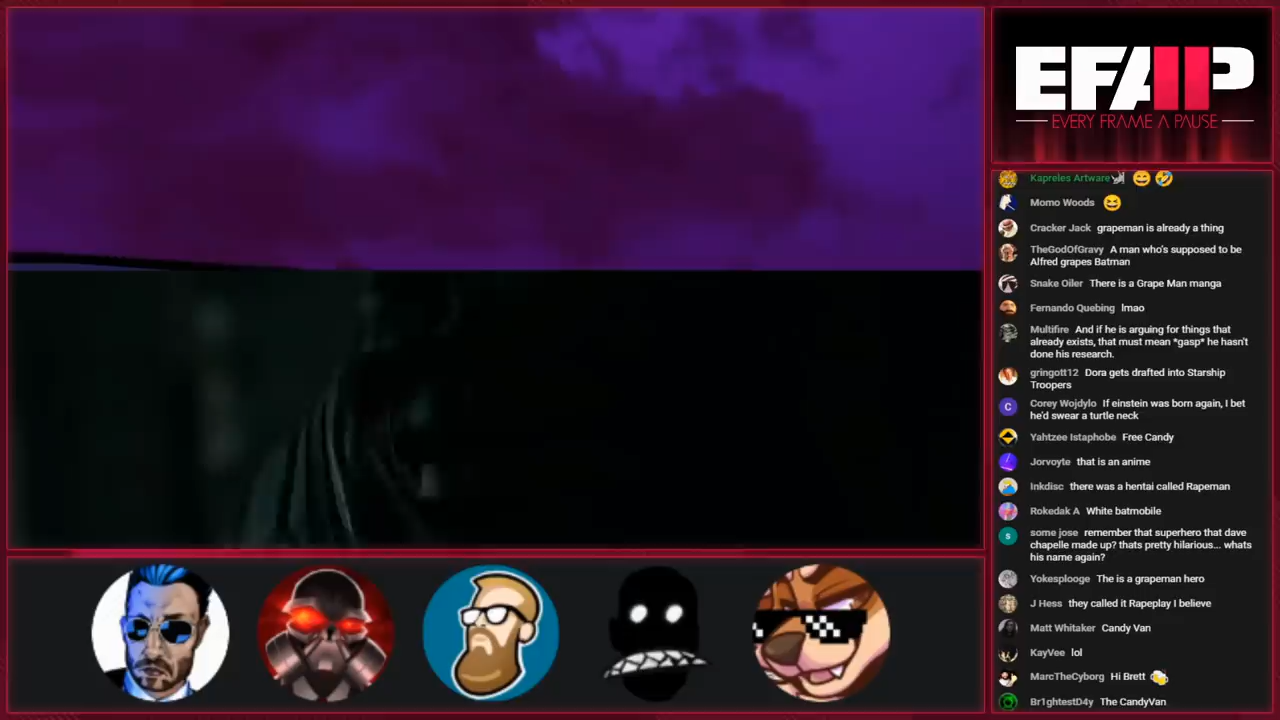 EFAP
EVERY FRAME A PAUSE
Kapreles Artware
Momo Woods
Cracker Jack grapeman is already a thing
TheGodOfGravy A man who's supposed to be
Alfred grapes Batman
Snake Oiler There is a Grape Man manga
Fernando Quebing lmao
Multifire And if he is arguing for things that
already exists, that must mean *gasp* he hasn't
done his research.
gringott12 Dora gets drafted into Starship
Troopers
C
Corey Wojdylo If einstein was born again, I bet
he'd swear a turtle neck
Yahtzee Istaphobe Free Candy
Jorvoyte that is an anime
Inkdisc there was a hentai called Rapeman
Rokedak A White batmobile
s
some jose remember that superhero that dave
chapelle made up? thats pretty hilarious... whats
his name again?
Yokesplooge The is a grapeman hero
J Hess they called it Rapeplay I believe
Matt Whitaker Candy Van
KayVee lol
MarcTheCyborg Hi Brett
Br1ghtestD4y The CandyVan